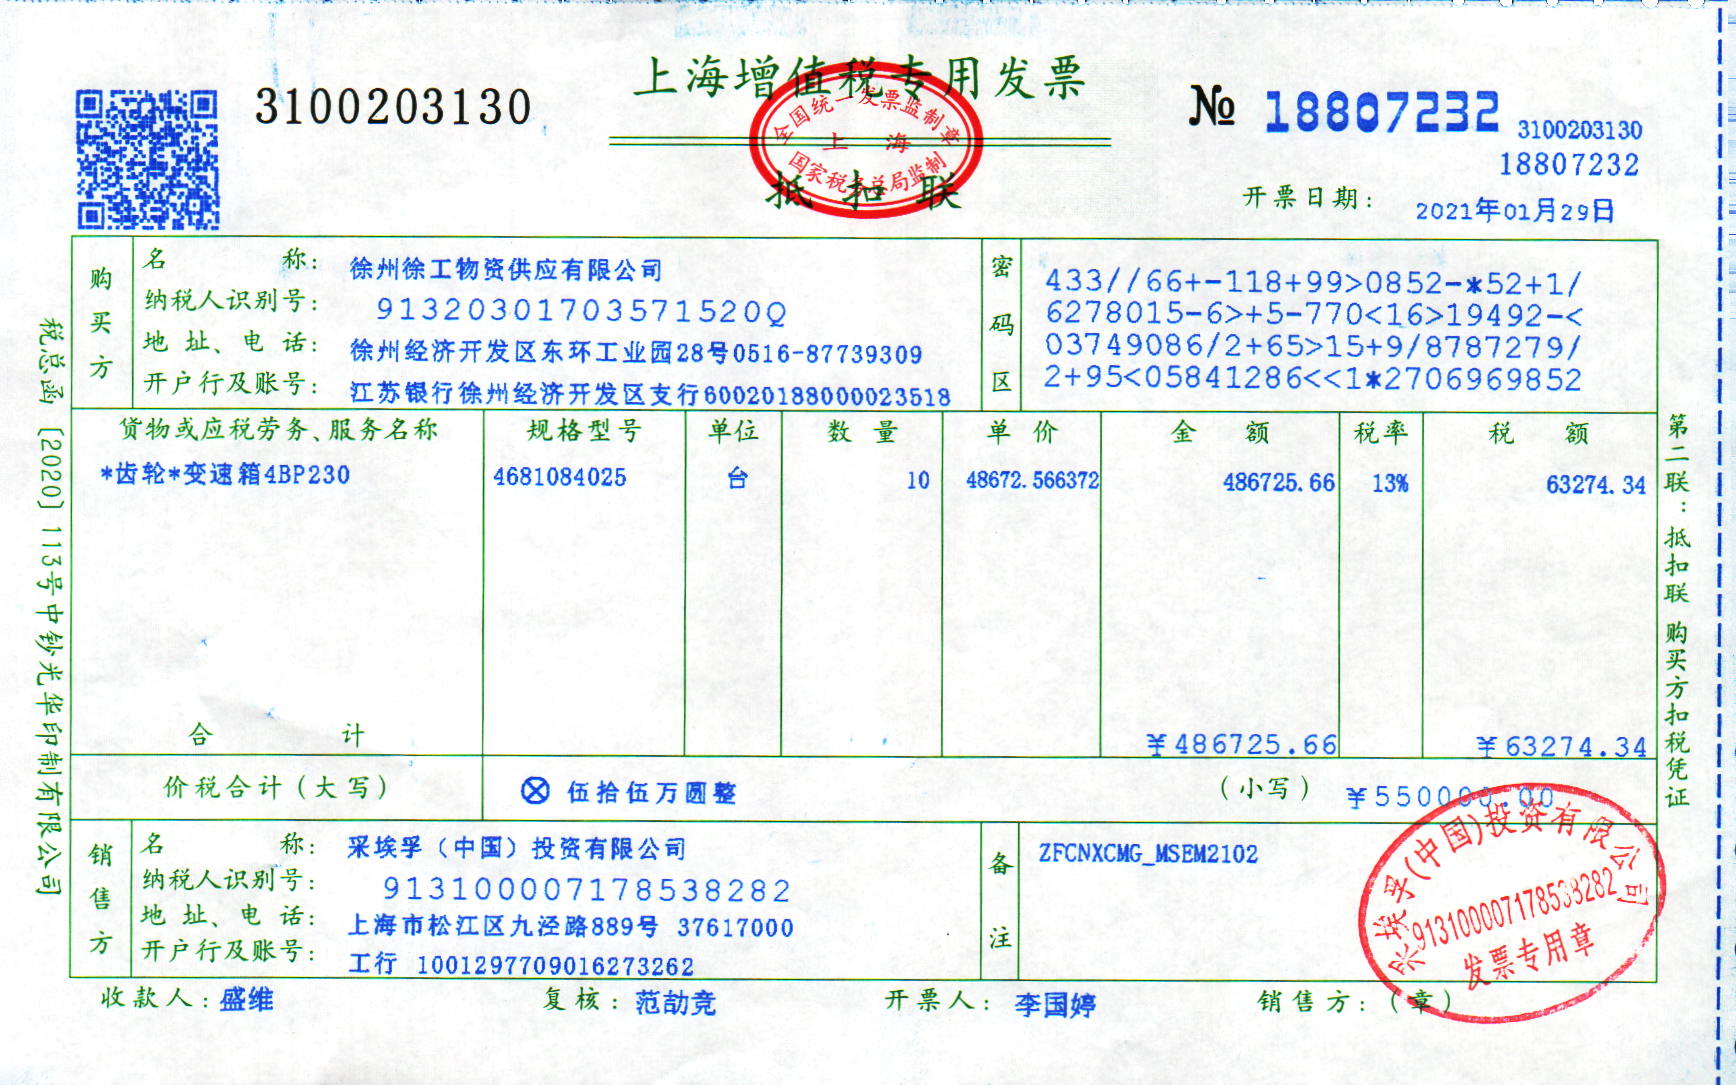 上海增值税专用发票
3100203130
№ 18807232
3100203130
18807232
全国统一发票监制章
上海
国家税务总局监制
抵扣联
开票日期: 2021年01月29日
购买方
名称: 徐州徐工物资供应有限公司
纳税人识别号: 91320301703571520Q
地址、电话: 徐州经济开发区东环工业园28号0516-87739309
开户行及账号: 江苏银行徐州经济开发区支行60020188000023518
密码区
433//66+-118+99>0852-*52+1/
6278015-6>+5-770<16>19492-<
03749086/2+65>15+9/8787279/
2+95<05841286<<1*2706969852
货物或应税劳务、服务名称 规格型号 单位 数量 单价 金额 税率 税额
*齿轮*变速箱4BP230 4681084025 台 10 48672.566372 486725.66 13% 63274.34
合计 ¥486725.66 ¥63274.34
价税合计(大写) ⊗ 伍拾伍万圆整 (小写) ¥550000.00
销售方
名称: 采埃孚（中国）投资有限公司
纳税人识别号: 913100007178538282
地址、电话: 上海市松江区九泾路889号 37617000
开户行及账号: 工行 1001297709016273262
备注
ZFCNXCMG_MSEM2102
收款人: 盛维 复核: 范劼竞 开票人: 李国婷 销售方: (章)
采埃孚(中国)投资有限公司
913100007178538282
发票专用章
税总函〔2020〕113号中钞光华印制有限公司
第二联: 抵扣联 购买方扣税凭证